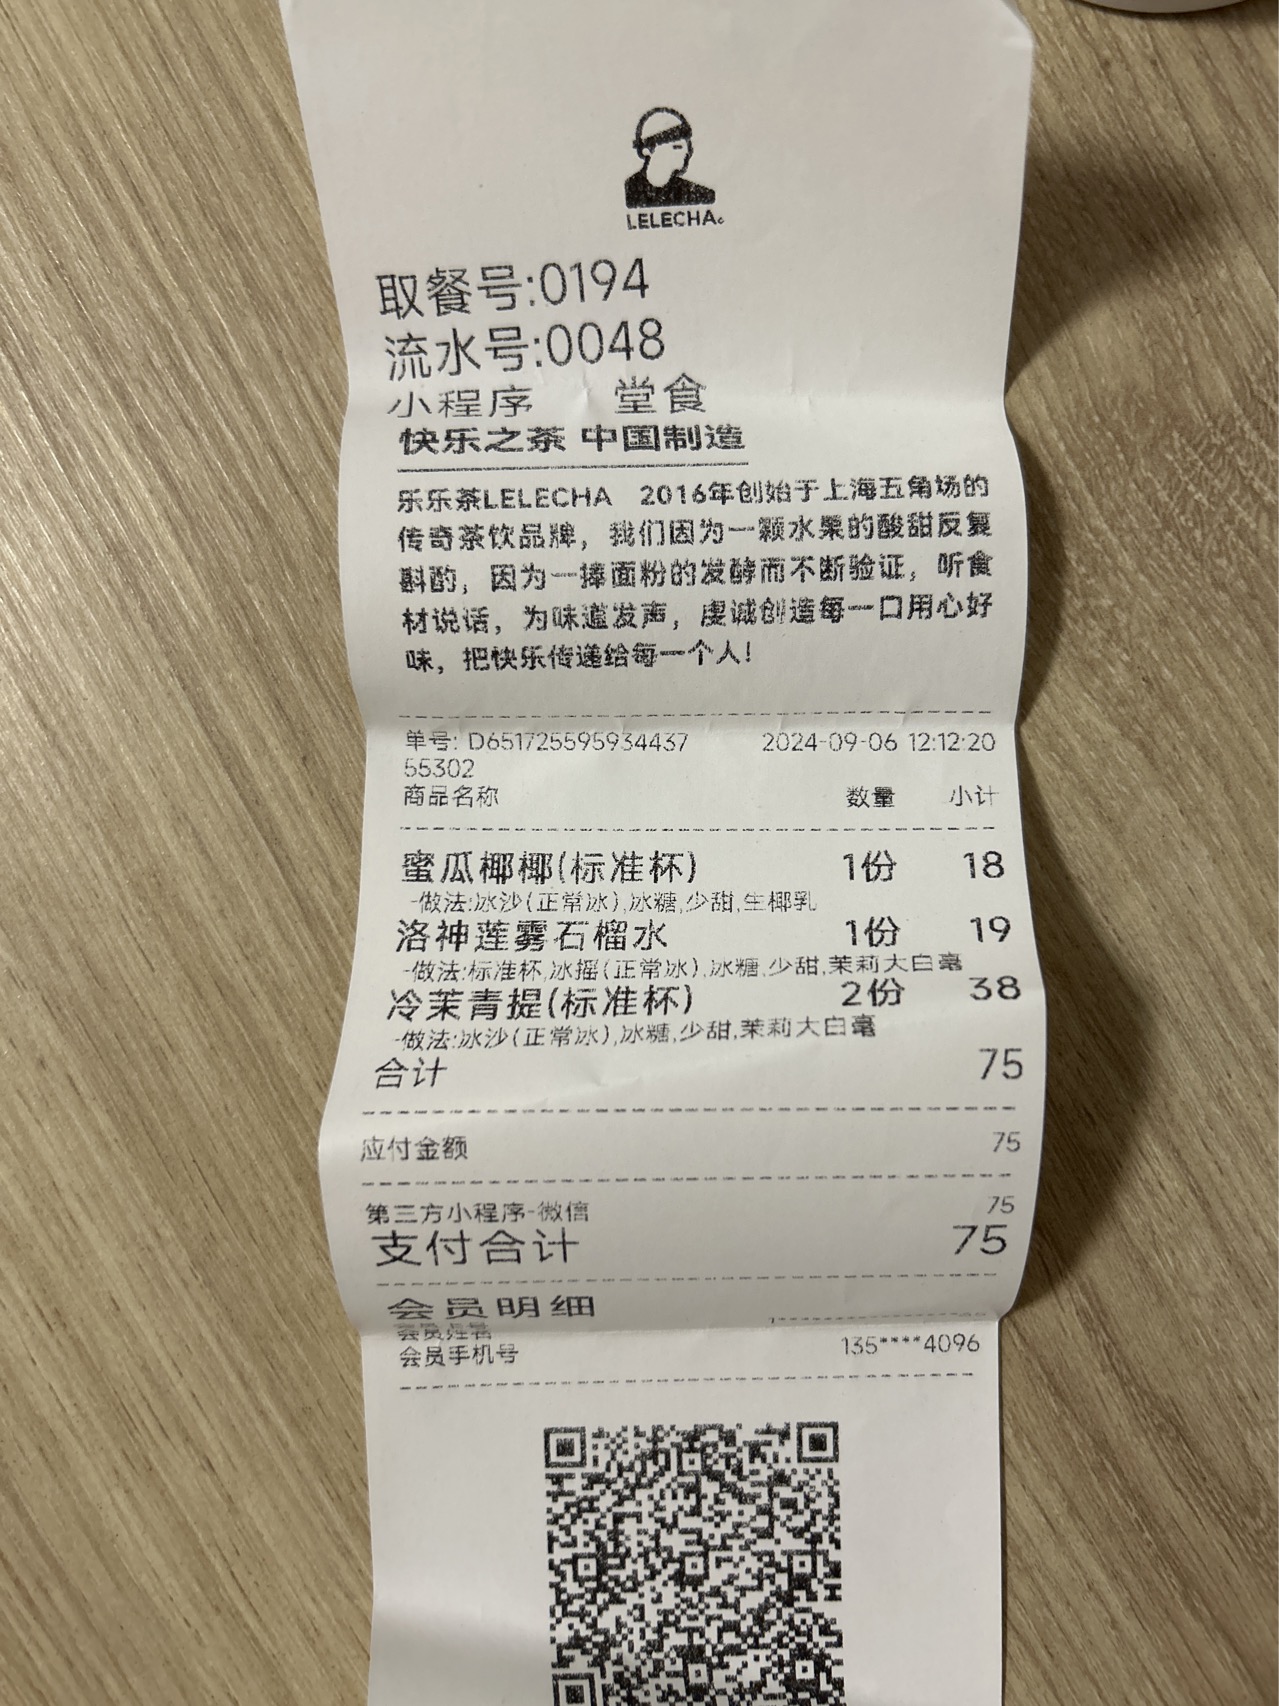 LELECHA
取餐号:0194
流水号:0048
小程序 堂食
快乐之茶 中国制造
乐乐茶LELECHA 2016年创始于上海五角场的
传奇茶饮品牌，我们因为一颗水果的酸甜反复
斟酌，因为一捧面粉的发酵而不断验证，听食
材说话，为味道发声，虔诚创造每一口用心好
味，把快乐传递给每一个人！
单号: D651725595934437 2024-09-06 12:12:20
55302
商品名称 数量 小计
蜜瓜椰椰(标准杯) 1份 18
-做法:冰沙(正常冰),冰糖,少甜,生椰乳
洛神莲雾石榴水 1份 19
-做法:标准杯,冰摇(正常冰),冰糖,少甜,茉莉大白毫
冷茉青提(标准杯) 2份 38
-做法:冰沙(正常冰),冰糖,少甜,茉莉大白毫
合计 75
应付金额 75
第三方小程序-微信 75
支付合计 75
会员明细
会员姓名
会员手机号 135****4096